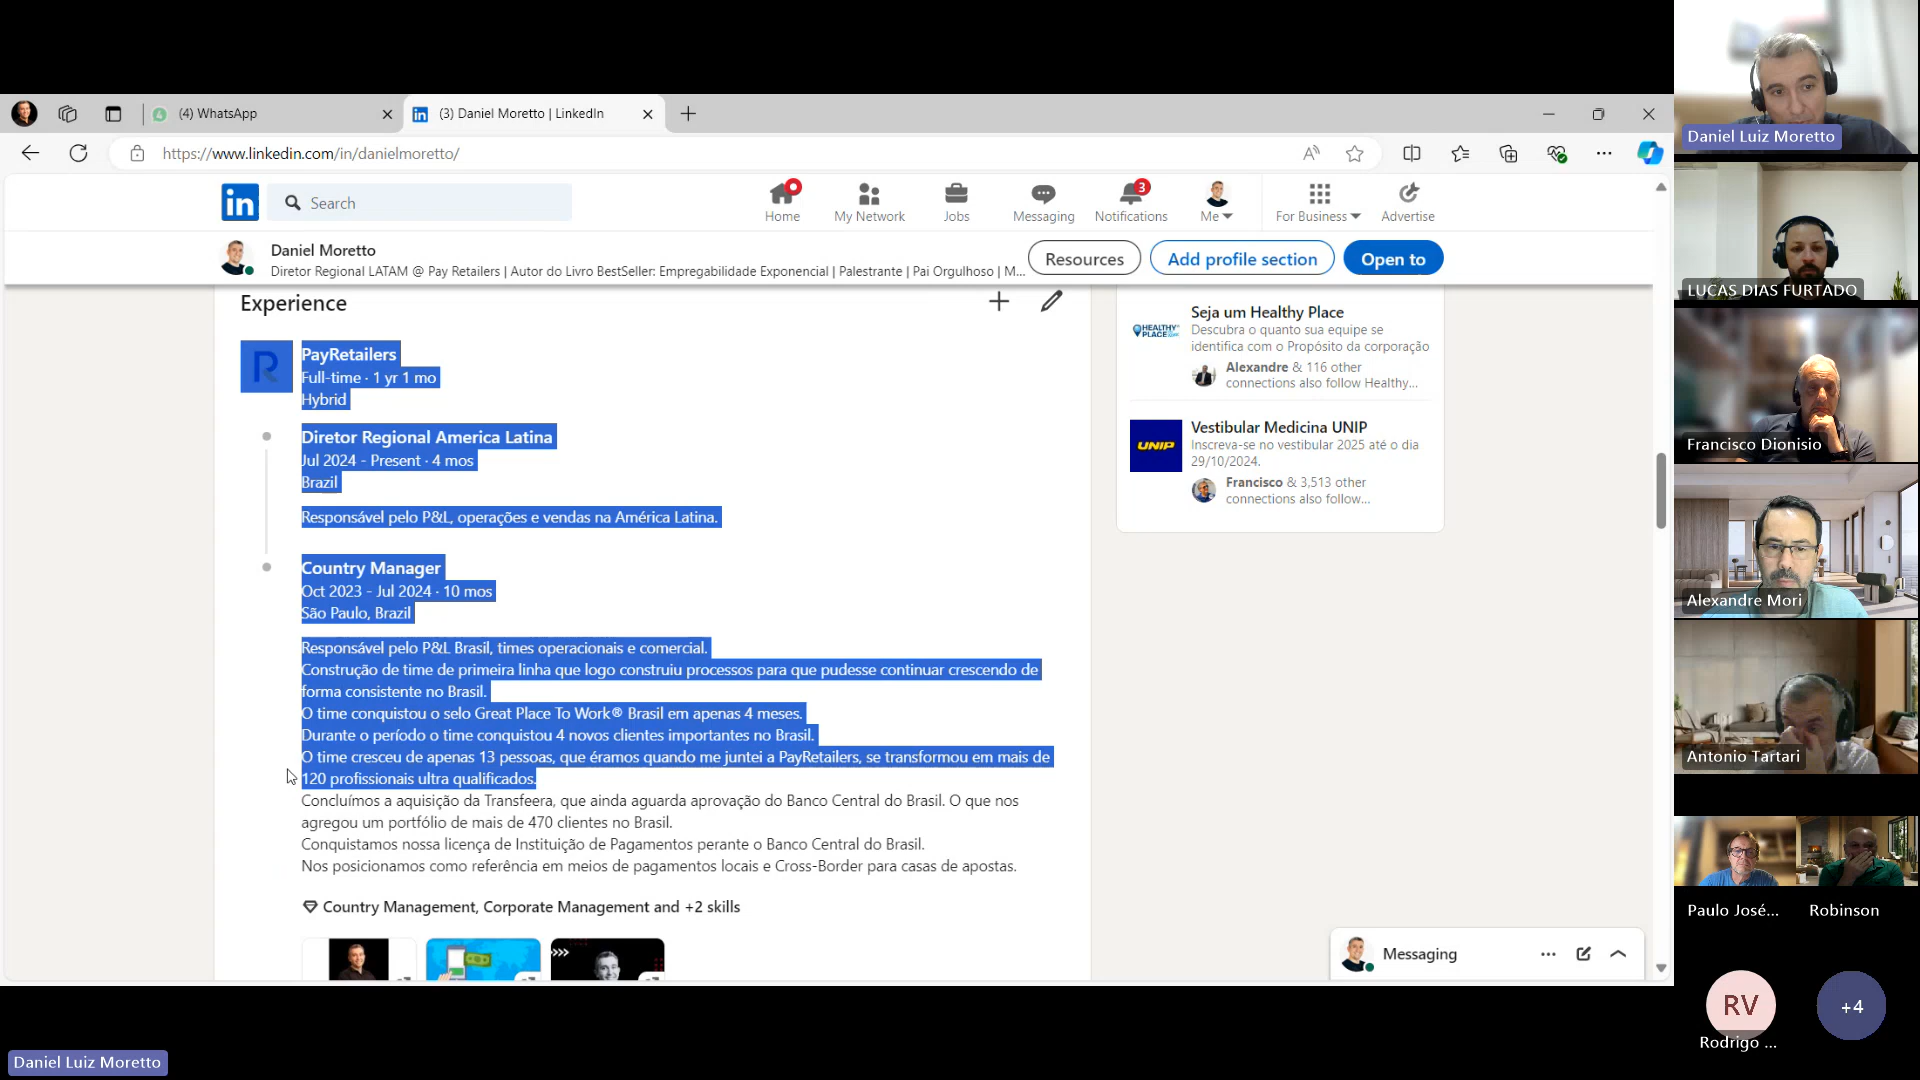 (4) WhatsApp
(3) Daniel Moretto | LinkedIn
https://www.linkedin.com/in/danielmoretto/
Search
Home
My Network
Jobs
Messaging
3
Notifications
Me
For Business
Advertise
Daniel Moretto
Diretor Regional LATAM @ Pay Retailers | Autor do Livro BestSeller: Empregabilidade Exponencial | Palestrante | Pai Orgulhoso | M...
Resources
Add profile section
Open to
Experience
PayRetailers
Full-time · 1 yr 1 mo
Hybrid
Diretor Regional America Latina
Jul 2024 - Present · 4 mos
Brazil
Responsável pelo P&L, operações e vendas na América Latina.
Country Manager
Oct 2023 - Jul 2024 · 10 mos
São Paulo, Brazil
Responsável pelo P&L Brasil, times operacionais e comercial.
Construção de time de primeira linha que logo construiu processos para que pudesse continuar crescendo de
forma consistente no Brasil.
O time conquistou o selo Great Place To Work® Brasil em apenas 4 meses.
Durante o período o time conquistou 4 novos clientes importantes no Brasil.
O time cresceu de apenas 13 pessoas, que éramos quando me juntei a PayRetailers, se transformou em mais de
120 profissionais ultra qualificados.
Concluímos a aquisição da Transfeera, que ainda aguarda aprovação do Banco Central do Brasil. O que nos
agregou um portfólio de mais de 470 clientes no Brasil.
Conquistamos nossa licença de Instituição de Pagamentos perante o Banco Central do Brasil.
Nos posicionamos como referência em meios de pagamentos locais e Cross-Border para casas de apostas.
Country Management, Corporate Management and +2 skills
HEALTHY PLACE
Seja um Healthy Place
Descubra o quanto sua equipe se
identifica com o Propósito da corporação
Alexandre & 116 other
connections also follow Healthy...
UNIP
Vestibular Medicina UNIP
Inscreva-se no vestibular 2025 até o dia
29/10/2024.
Francisco & 3,513 other
connections also follow...
Messaging
Daniel Luiz Moretto
LUCAS DIAS FURTADO
Francisco Dionisio
Alexandre Mori
Antonio Tartari
Paulo José...
Robinson
RV
Rodrigo ...
+4
Daniel Luiz Moretto